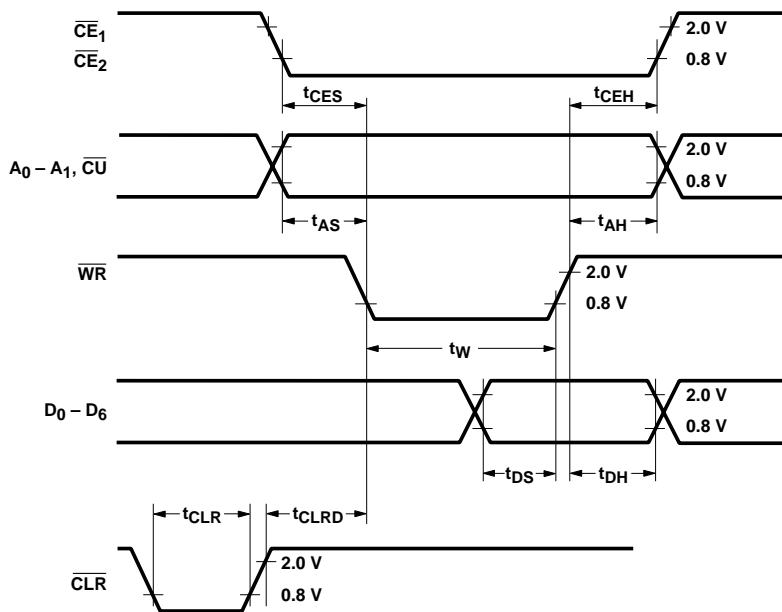 CE1 2.0 V
CE2 0.8 V
tCES tCEH
A0 – A1, CU 2.0 V
0.8 V
tAS tAH
WR 2.0 V
0.8 V
tW
D0 – D6 2.0 V
0.8 V
tDS tDH
tCLR tCLRD
CLR 2.0 V
0.8 V